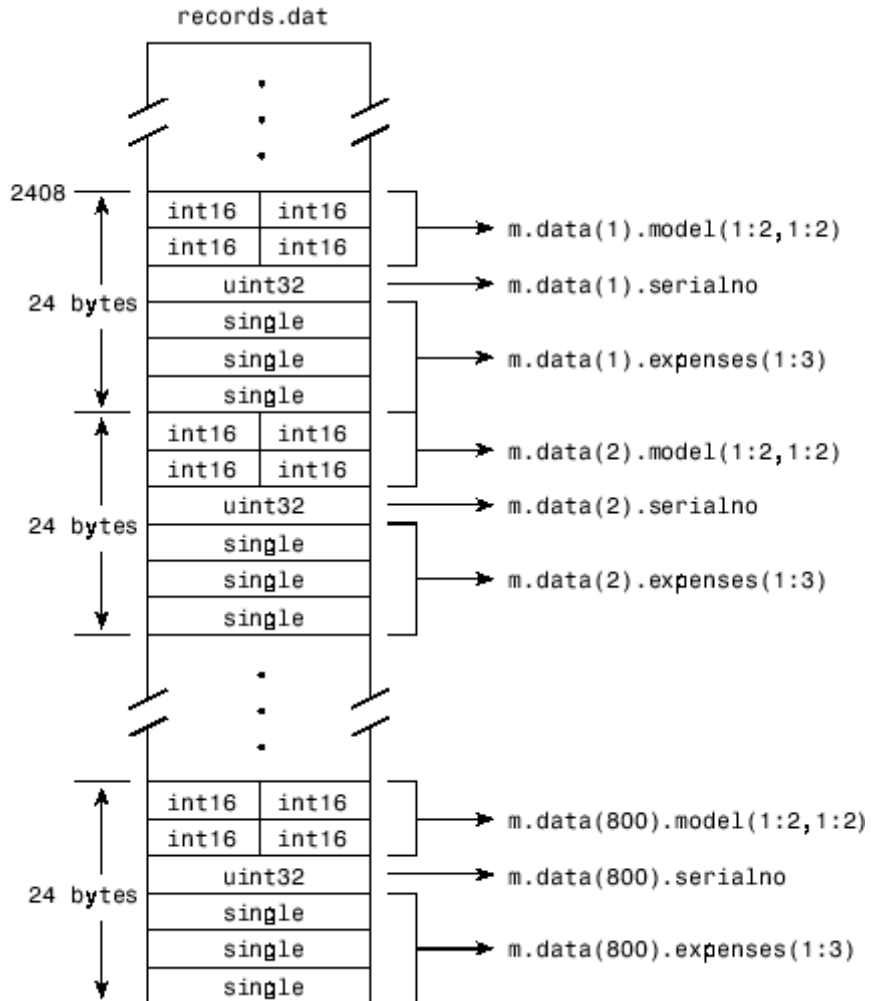 records.dat
2408
int16 int16
int16 int16
m.data(1).model(1:2,1:2)
uint32
m.data(1).serialno
24 bytes
single
single
m.data(1).expenses(1:3)
single
int16 int16
int16 int16
m.data(2).model(1:2,1:2)
uint32
m.data(2).serialno
24 bytes
single
single
m.data(2).expenses(1:3)
single
int16 int16
int16 int16
m.data(800).model(1:2,1:2)
uint32
m.data(800).serialno
24 bytes
single
single
m.data(800).expenses(1:3)
single